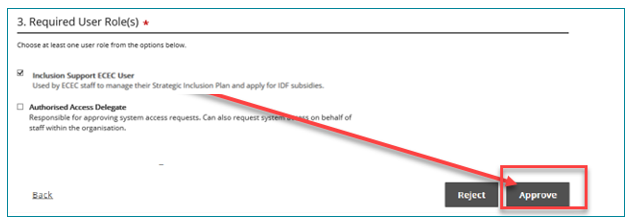 3. Required User Role(s) *
Choose at least one user role from the options below.
Inclusion Support ECEC User
Used by ECEC staff to manage their Strategic Inclusion Plan and apply for IDF subsidies.
Authorised Access Delegate
Responsible for approving system access requests. Can also request system access on behalf of
staff within the organisation.
Back
Reject
Approve